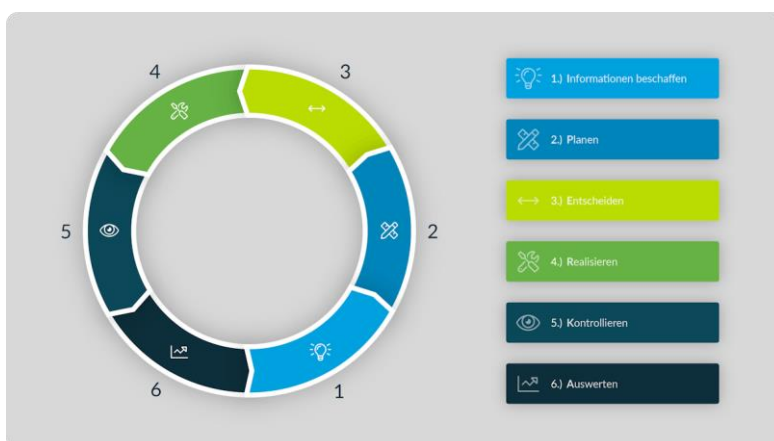 4
3
5
2
6
1
1.) Informationen beschaffen
2.) Planen
3.) Entscheiden
4.) Realisieren
5.) Kontrollieren
6.) Auswerten